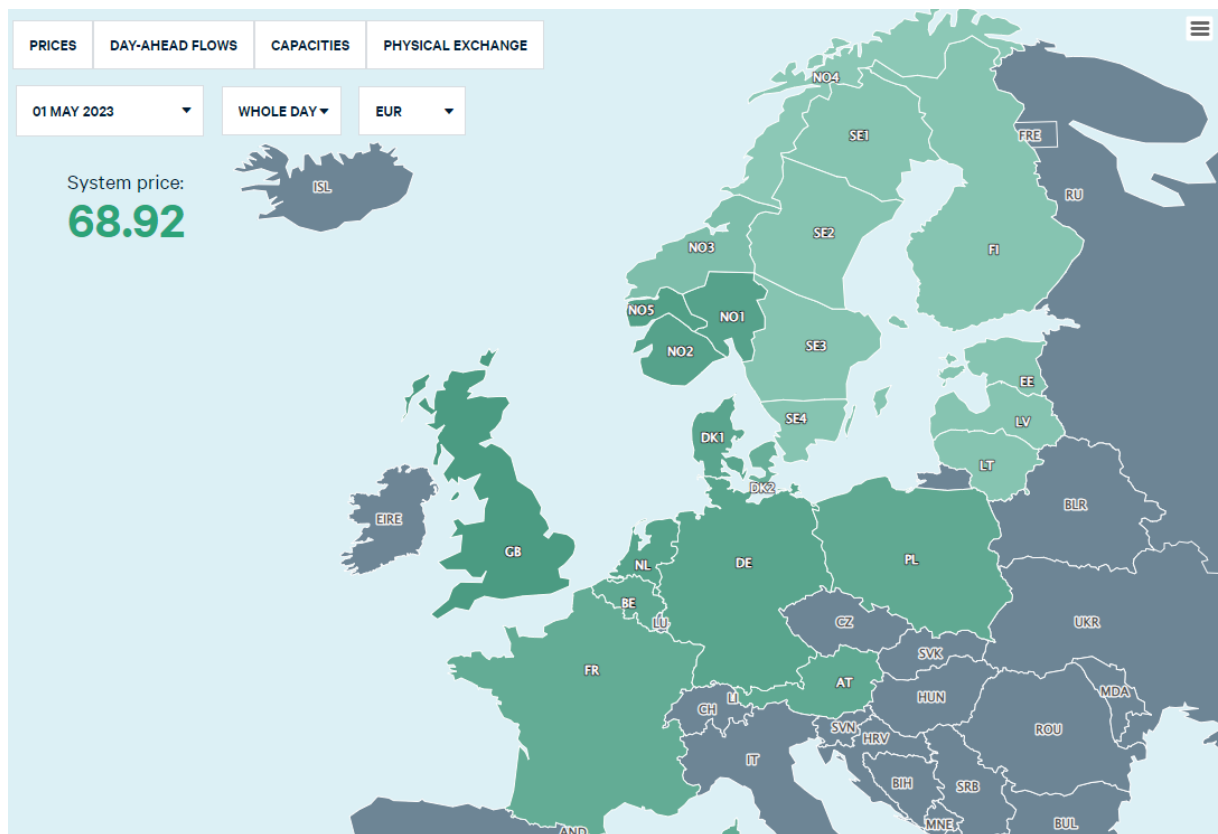 PRICES
DAY-AHEAD FLOWS
CAPACITIES
PHYSICAL EXCHANGE
01 MAY 2023
WHOLE DAY
EUR
System price:
68.92
ISL
NO4
SE1
FRE
RU
SE2
NO3
FI
NO5
NO1
NO2
SE3
EE
SE4
LV
DK1
LT
DK2
BLR
EIRE
GB
NL
DE
PL
BE
LU
CZ
UKR
SVK
FR
AT
LI
CH
HUN
MDA
SVN
HRV
ROU
IT
BIH
SRB
MNE
BUL
AND